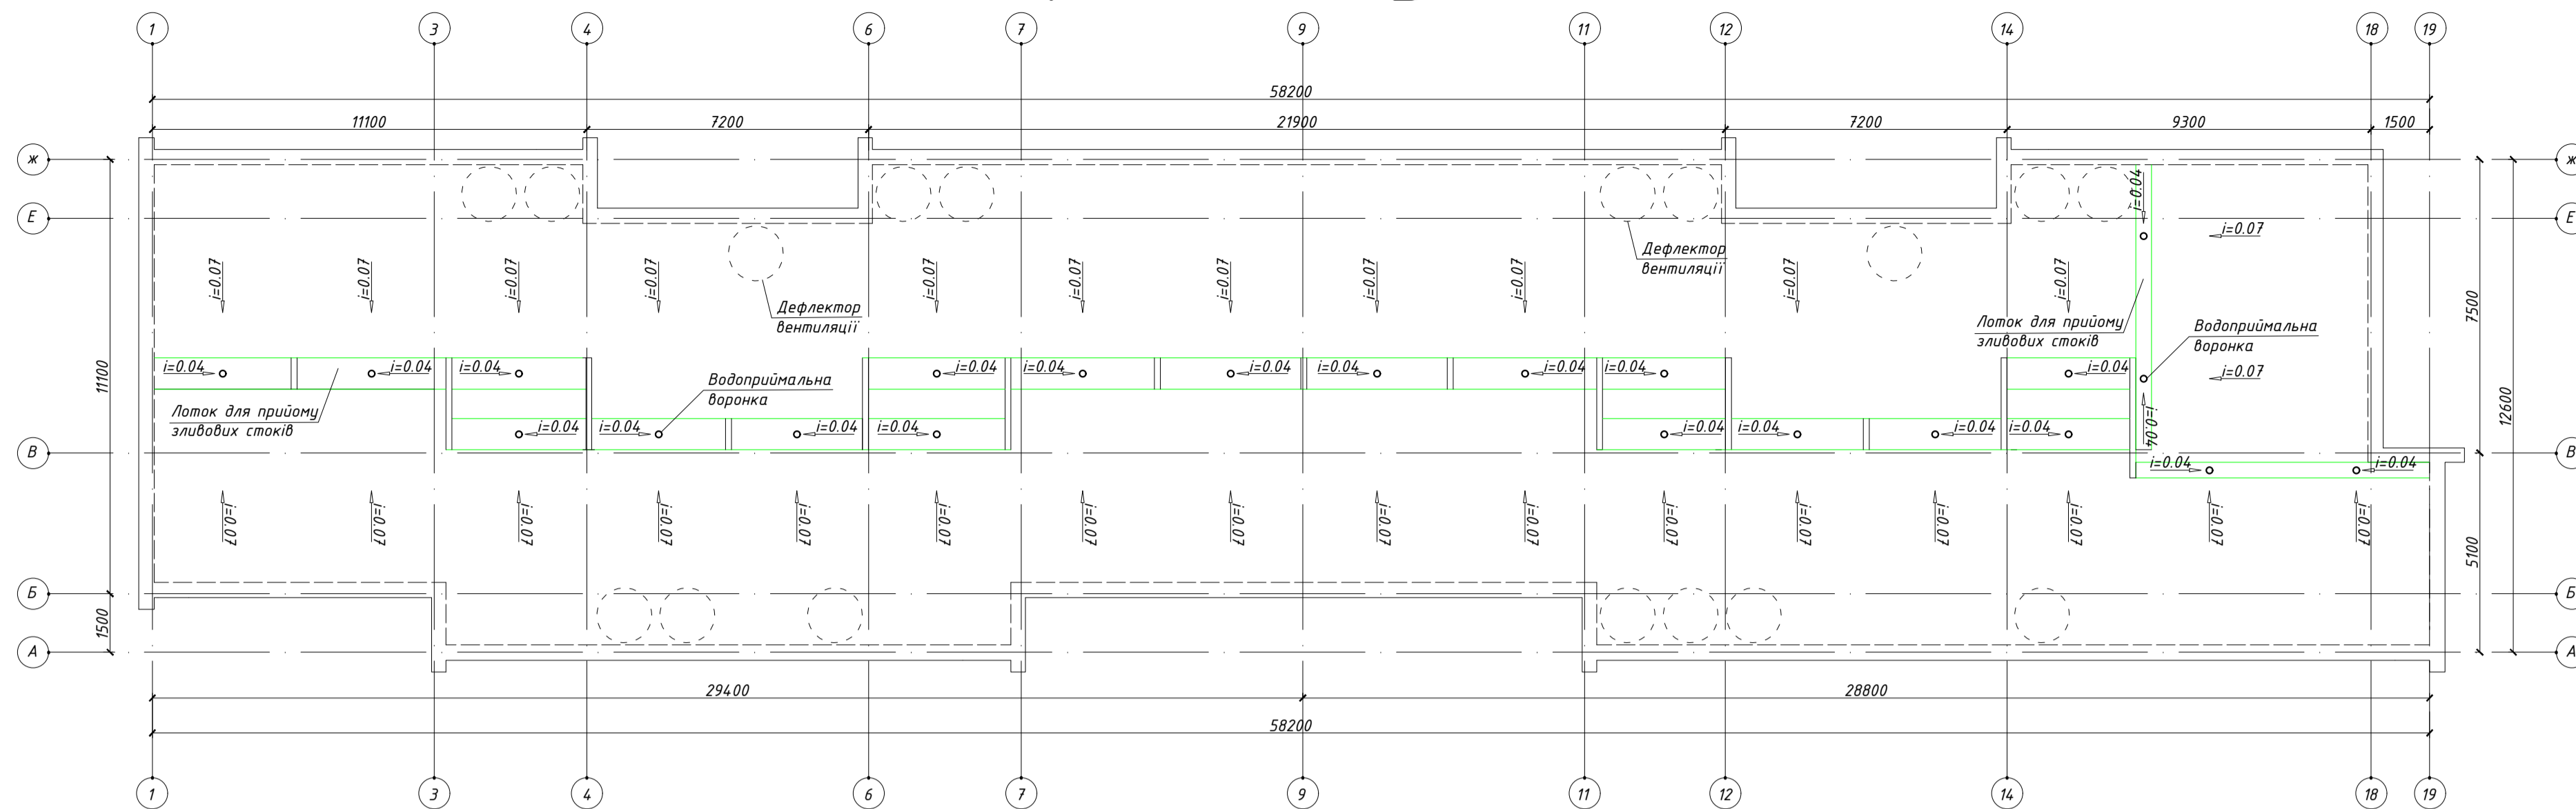 1 3 4 6 7 9 11 12 14 18 19
58200
11100 7200 21900 7200 9300 1500
Ж Ж
Е Е
i=0.04
i=0.07
i=0.07 i=0.07 i=0.07 i=0.07 i=0.07 i=0.07 i=0.07 i=0.07 i=0.07 i=0.07 i=0.07
Дефлектор
вентиляції
Дефлектор
вентиляції
7500
Лоток для прийому
зливових стоків
Водоприймальна
воронка
11100
12600
i=0.04 i=0.04 i=0.04 i=0.04 i=0.04 i=0.04 i=0.04 i=0.04 i=0.04 i=0.04 i=0.07
Водоприймальна
воронка
Лоток для прийому
зливових стоків
i=0.04 i=0.04 i=0.04 i=0.04 i=0.04 i=0.04 i=0.04 i=0.04 i=0.04
В В
i=0.04 i=0.04
i=0.07 i=0.07 i=0.07 i=0.07 i=0.07 i=0.07 i=0.07 i=0.07 i=0.07 i=0.07 i=0.07 i=0.07 i=0.07 i=0.07 i=0.07 i=0.07
5100
Б Б
1500
А А
29400 28800
58200
1 3 4 6 7 9 11 12 14 18 19